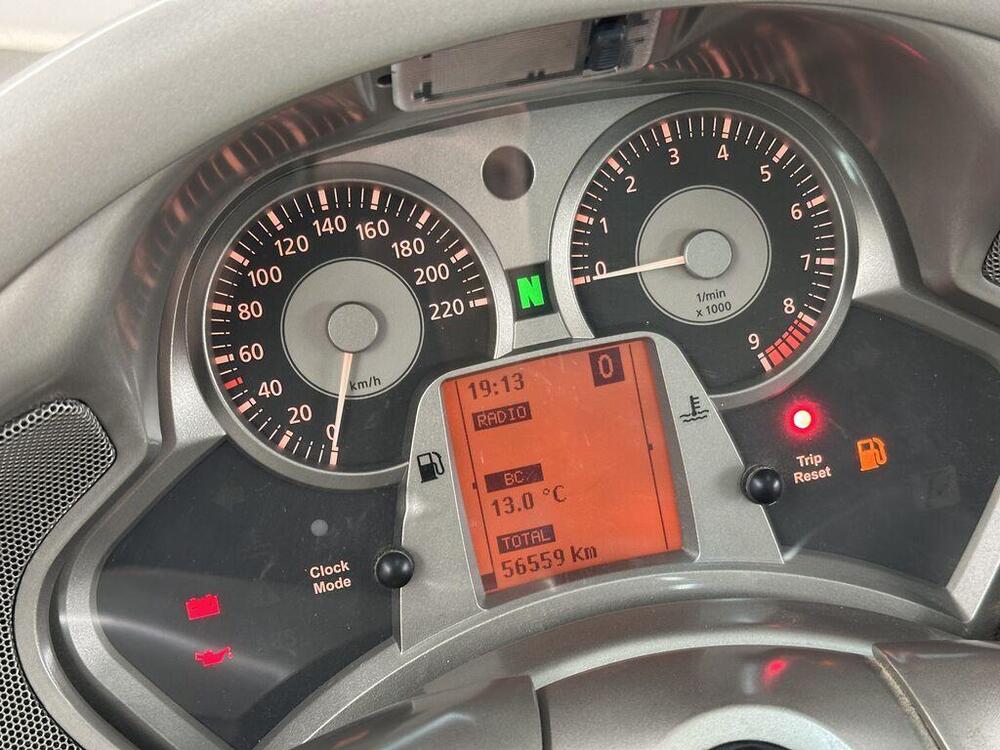 0
20
40
60
80
100
120
140
160
180
200
220
km/h
N
0
1
2
3
4
5
6
7
8
9
1/min
x 1000
19:13
0
RADIO
BC
13.0 °C
TOTAL
56559 km
Clock
Mode
Trip
Reset